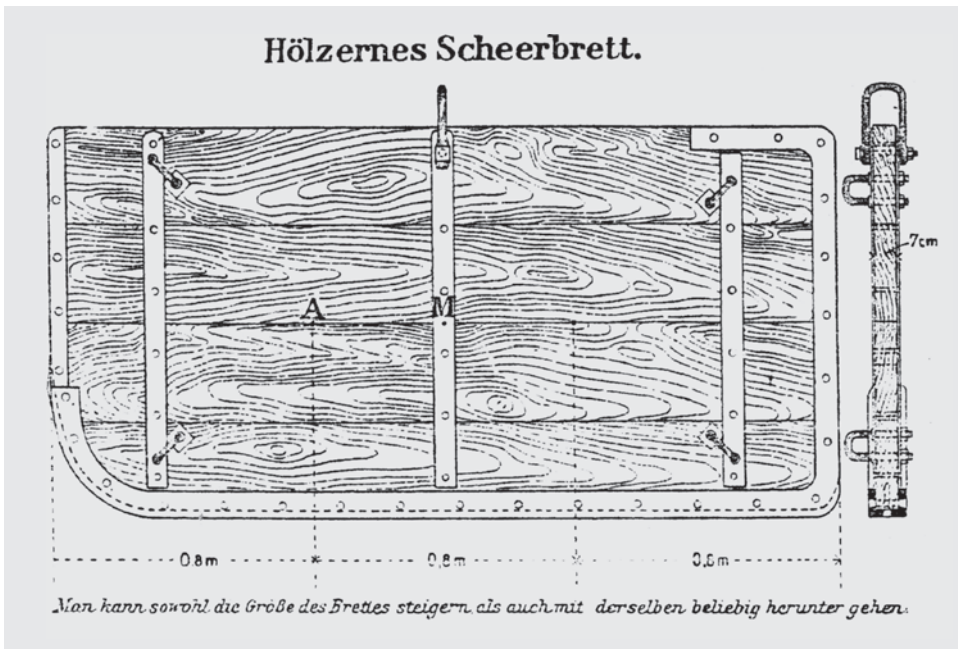 Hölzernes Scheerbrett.
7cm
A M
0.8m 0,8m 0,8m
Man kann sowohl die Größe des Brettes steigern, als auch mit derselben beliebig herunter gehen.